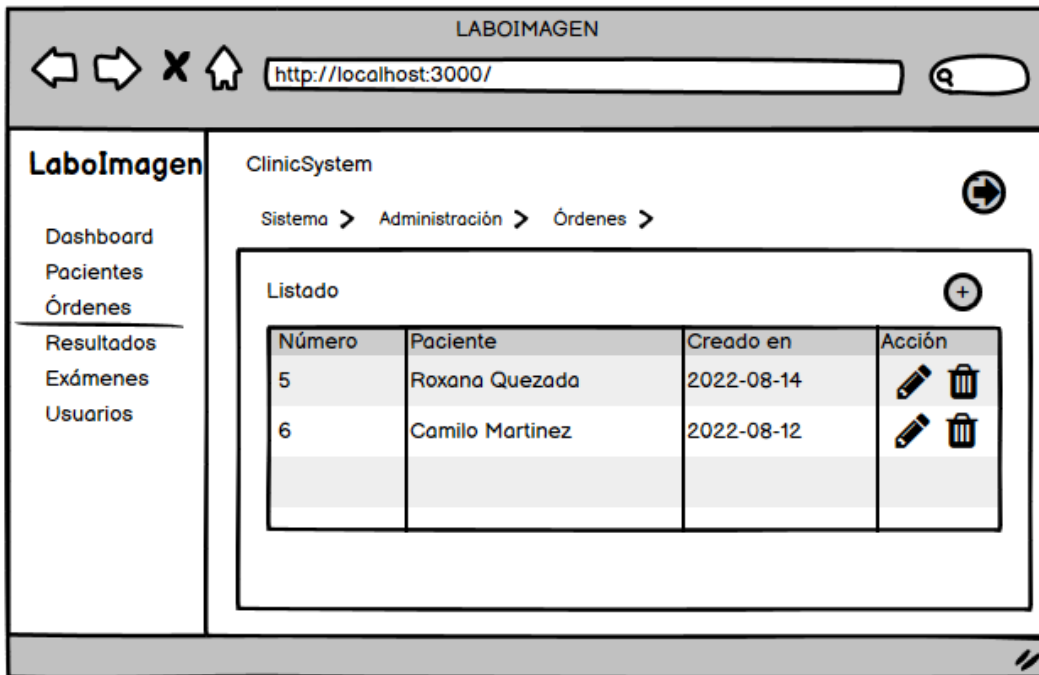 LABOIMAGEN
http://localhost:3000/
LaboImagen
Dashboard
Pacientes
Órdenes
Resultados
Exámenes
Usuarios
ClinicSystem
Sistema > Administración > Órdenes >
Listado
Número Paciente Creado en Acción
5 Roxana Quezada 2022-08-14
6 Camilo Martinez 2022-08-12